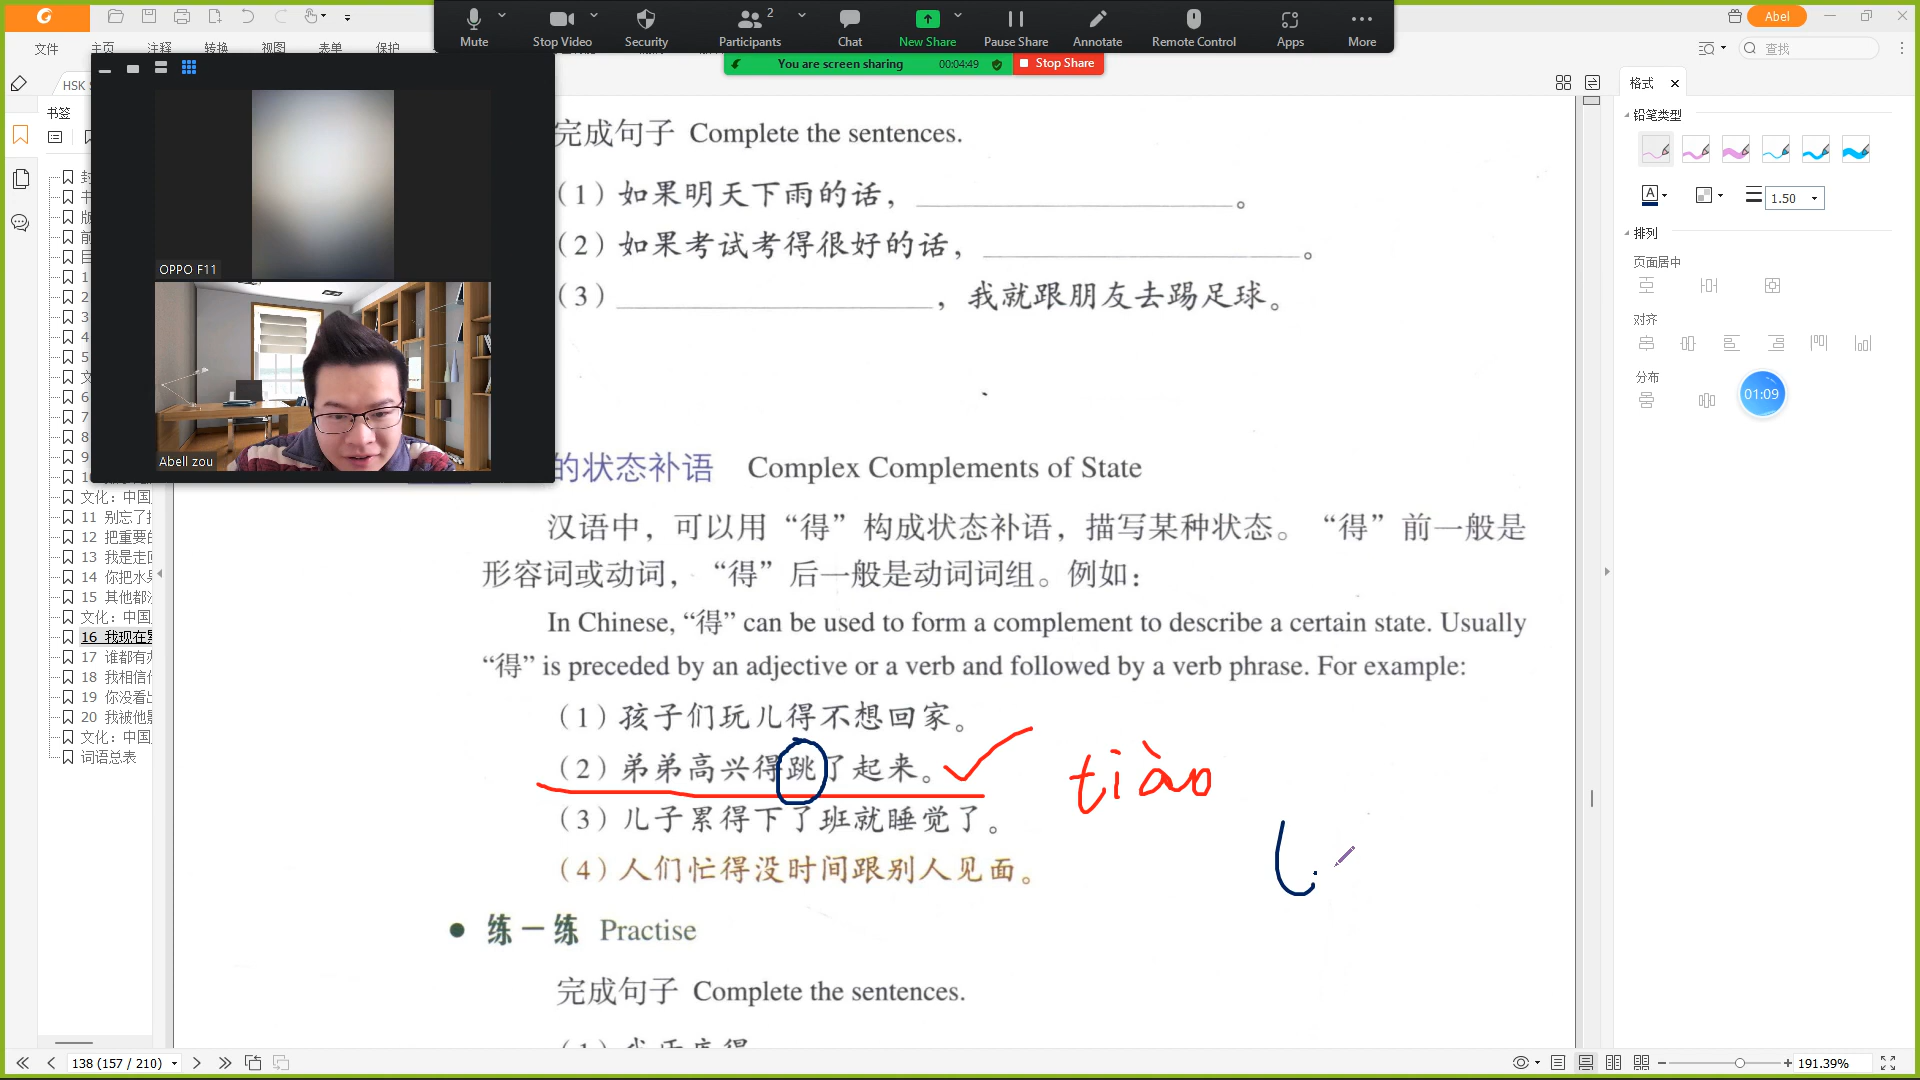 Mute
Stop Video
Security
Participants
2
Chat
New Share
Pause Share
Annotate
Remote Control
Apps
More
You are screen sharing
00:04:49
Stop Share
Abel
文件
主页
注释
转换
视图
表单
保护
查找
HSK
书签
OPPO F11
Abell zou
1
2
3
4
5
6
7
8
9
文化：中国
11 别忘了
12 把重要的
13 我是走
14 你把水
15 其他都
文化：中国
16 我现在
17 谁都有
18 我相信
19 你没看
20 我被他
文化：中国
词语总表
完成句子 Complete the sentences.
（1）如果明天下雨的话，____。
（2）如果考试考得很好的话，____。
（3）____，我就跟朋友去踢足球。
的状态补语 Complex Complements of State
汉语中，可以用“得”构成状态补语，描写某种状态。“得”前一般是
形容词或动词，“得”后一般是动词词组。例如：
In Chinese, “得” can be used to form a complement to describe a certain state. Usually
“得” is preceded by an adjective or a verb and followed by a verb phrase. For example:
（1）孩子们玩儿得不想回家。
（2）弟弟高兴得跳了起来。
tiào
（3）儿子累得下了班就睡觉了。
（4）人们忙得没时间跟别人见面。
● 练一练 Practise
完成句子 Complete the sentences.
格式
铅笔类型
1.50
排列
页面居中
对齐
分布
01:09
138 (157 / 210)
191.39%